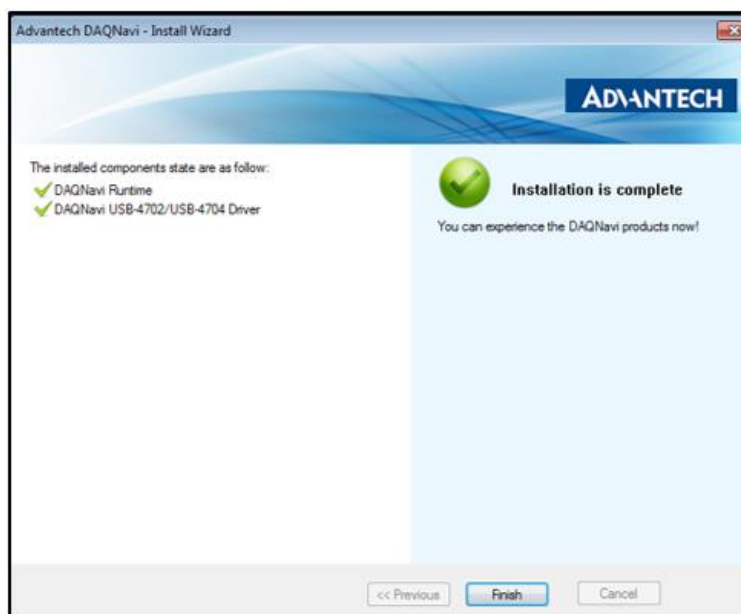 Advantech DAQNavi - Install Wizard
ADVANTECH
The installed components state are as follow:
DAQNavi Runtime
DAQNavi USB-4702/USB-4704 Driver
Installation is complete
You can experience the DAQNavi products now!
<< Previous
Finish
Cancel